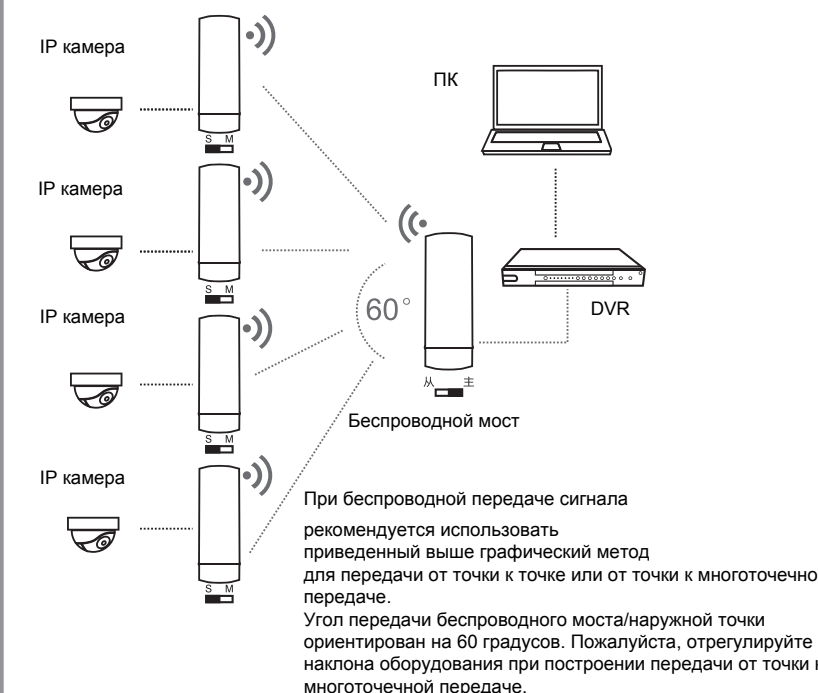 IP камера
ПК
S M
IP камера
S M
60°
DVR
IP камера
从 主
Беспроводной мост
S M
IP камера
При беспроводной передаче сигнала
рекомендуется использовать
приведенный выше графический метод
для передачи от точки к точке или от точки к многоточечно
передаче.
Угол передачи беспроводного моста/наружной точки
ориентирован на 60 градусов. Пожалуйста, отрегулируйте
наклона оборудования при построении передачи от точки
многоточечной передаче.
S M